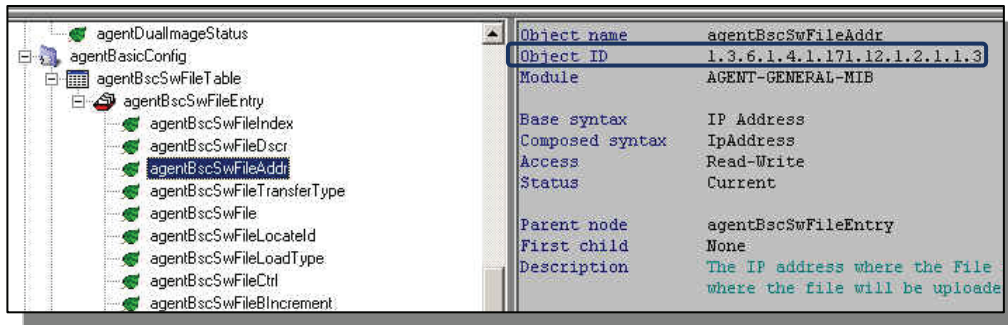 agentDualImageStatus
agentBasicConfig
agentBscSwFileTable
agentBscSwFileEntry
agentBscSwFileIndex
agentBscSwFileDscr
agentBscSwFileAddr
agentBscSwFileTransferType
agentBscSwFile
agentBscSwFileLocateId
agentBscSwFileLoadType
agentBscSwFileCtrl
agentBscSwFileBIncrement
Object name agentBscSwFileAddr
Object ID 1.3.6.1.4.1.171.12.1.2.1.1.3
Module AGENT-GENERAL-MIB
Base syntax IP Address
Composed syntax IpAddress
Access Read-Write
Status Current
Parent node agentBscSwFileEntry
First child None
Description The IP address where the File
where the file will be uploade